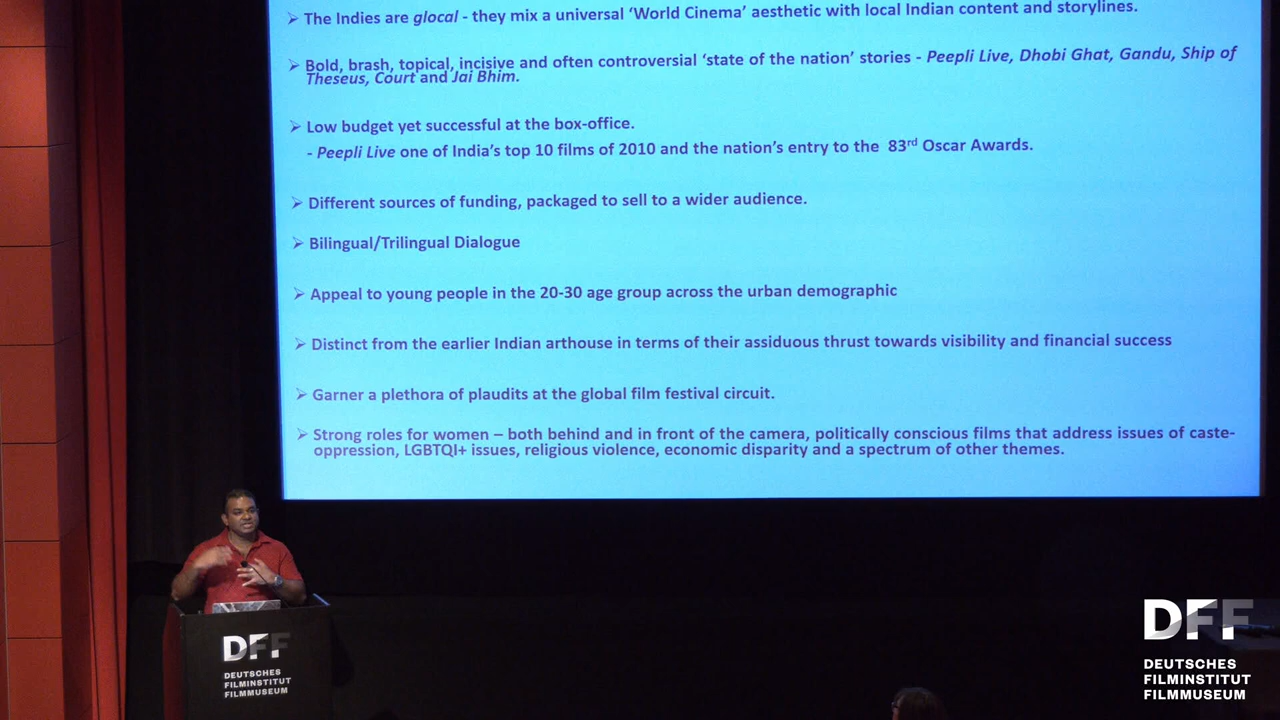 ➢ The Indies are glocal - they mix a universal ‘World Cinema’ aesthetic with local Indian content and storylines.
➢ Bold, brash, topical, incisive and often controversial ‘state of the nation’ stories - Peepli Live, Dhobi Ghat, Gandu, Ship of
Theseus, Court and Jai Bhim.
➢ Low budget yet successful at the box-office.
- Peepli Live one of India’s top 10 films of 2010 and the nation’s entry to the 83rd Oscar Awards.
➢ Different sources of funding, packaged to sell to a wider audience.
➢ Bilingual/Trilingual Dialogue
➢ Appeal to young people in the 20-30 age group across the urban demographic
➢ Distinct from the earlier Indian arthouse in terms of their assiduous thrust towards visibility and financial success
➢ Garner a plethora of plaudits at the global film festival circuit.
➢ Strong roles for women – both behind and in front of the camera, politically conscious films that address issues of caste-
oppression, LGBTQI+ issues, religious violence, economic disparity and a spectrum of other themes.
DFF
DEUTSCHES
FILMINSTITUT
FILMMUSEUM
DFF
DEUTSCHES
FILMINSTITUT
FILMMUSEUM